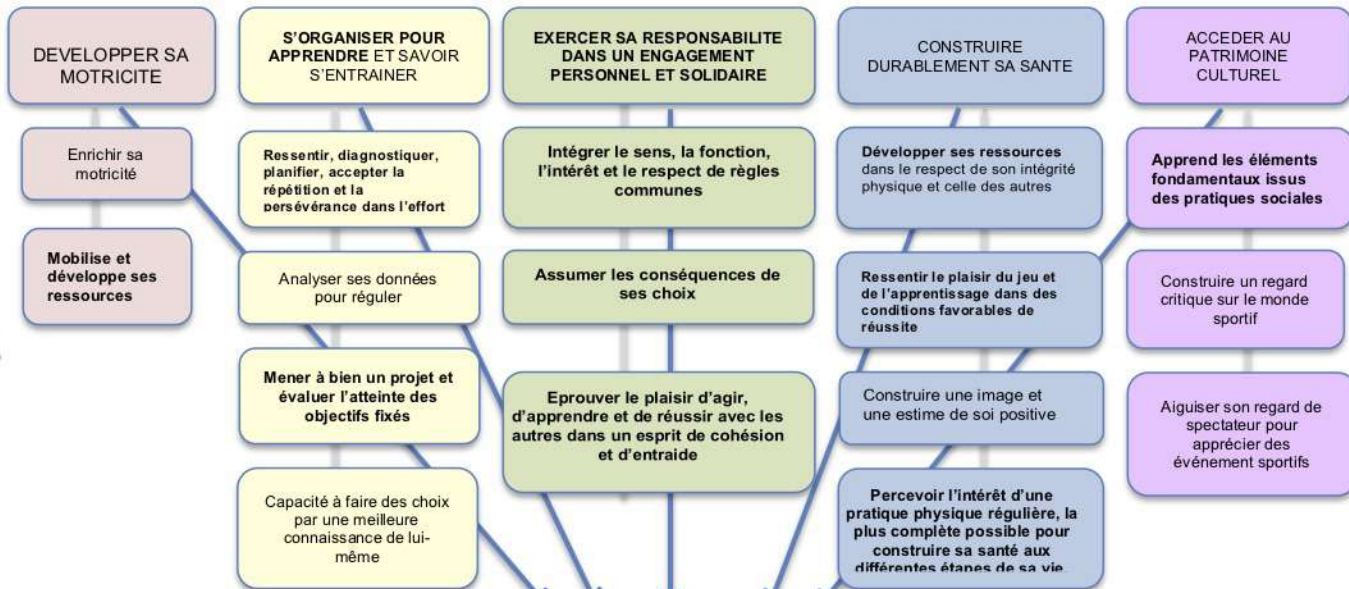 DEVELOPPER SA
MOTRICITE
Enrichir sa
motricité
Mobilise et
développe ses
ressources
S'ORGANISER POUR
APPRENDRE ET SAVOIR
S'ENTRAINER
Ressentir, diagnostiquer,
planifier, accepter la
répétition et la
persévérance dans l'effort
Analyser ses données
pour réguler
Mener à bien un projet et
évaluer l'atteinte des
objectifs fixés
Capacité à faire des choix
par une meilleure
connaissance de lui-
même
EXERCER SA RESPONSABILITE
DANS UN ENGAGEMENT
PERSONNEL ET SOLIDAIRE
Intégrer le sens, la fonction,
l'intérêt et le respect de règles
communes
Assumer les conséquences de
ses choix
Eprouver le plaisir d'agir,
d'apprendre et de réussir avec les
autres dans un esprit de cohésion
et d'entraide
CONSTRUIRE
DURABLEMENT SA SANTE
Développer ses ressources
dans le respect de son intégrité
physique et celle des autres
Ressentir le plaisir du jeu et
de l'apprentissage dans des
conditions favorables de
réussite
Construire une image et
une estime de soi positive
Percevoir l'intérêt d'une
pratique physique régulière, la
plus complète possible pour
construire sa santé aux
différentes étapes de sa vie.
ACCEDER AU
PATRIMOINE
CULTUREL
Apprend les éléments
fondamentaux issus
des pratiques sociales
Construire un regard
critique sur le monde
sportif
Aiguiser son regard de
spectateur pour
apprécier des
événement sportifs